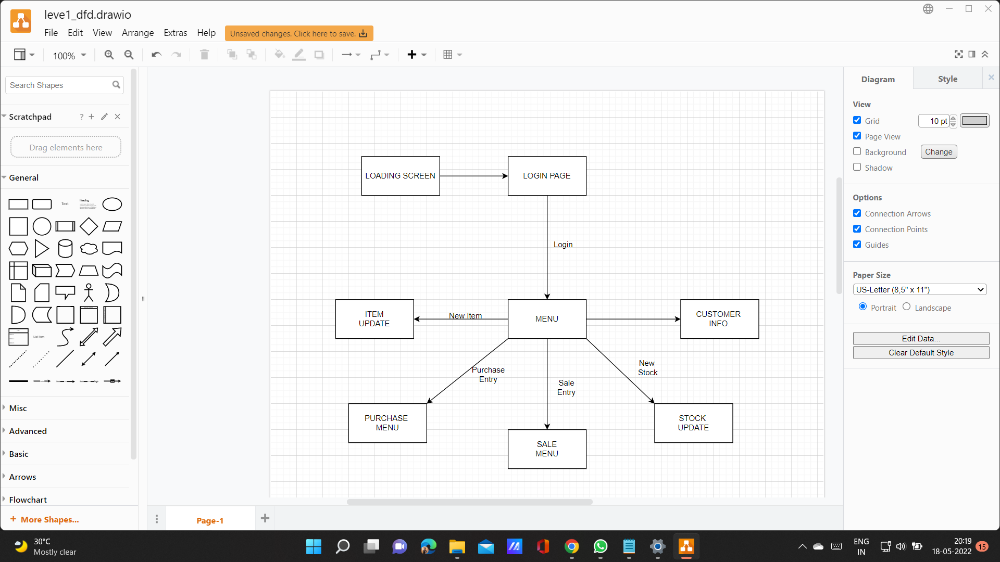 leve1_dfd.drawio
File Edit View Arrange Extras Help Unsaved changes. Click here to save.
100%
Search Shapes
Scratchpad ?
Drag elements here
General
Text
Heading
List Item
Misc
Advanced
Basic
Arrows
Flowchart
+ More Shapes...
LOADING SCREEN
LOGIN PAGE
Login
ITEM
UPDATE
New Item
MENU
CUSTOMER
INFO.
Purchase
Entry
Sale
Entry
New
Stock
PURCHASE
MENU
SALE
MENU
STOCK
UPDATE
Page-1
Diagram
Style
View
Grid
10 pt
Page View
Background
Change
Shadow
Options
Connection Arrows
Connection Points
Guides
Paper Size
US-Letter (8,5" x 11")
Portrait Landscape
Edit Data...
Clear Default Style
30°C
Mostly clear
ENG
IN
20:19
18-05-2022
15